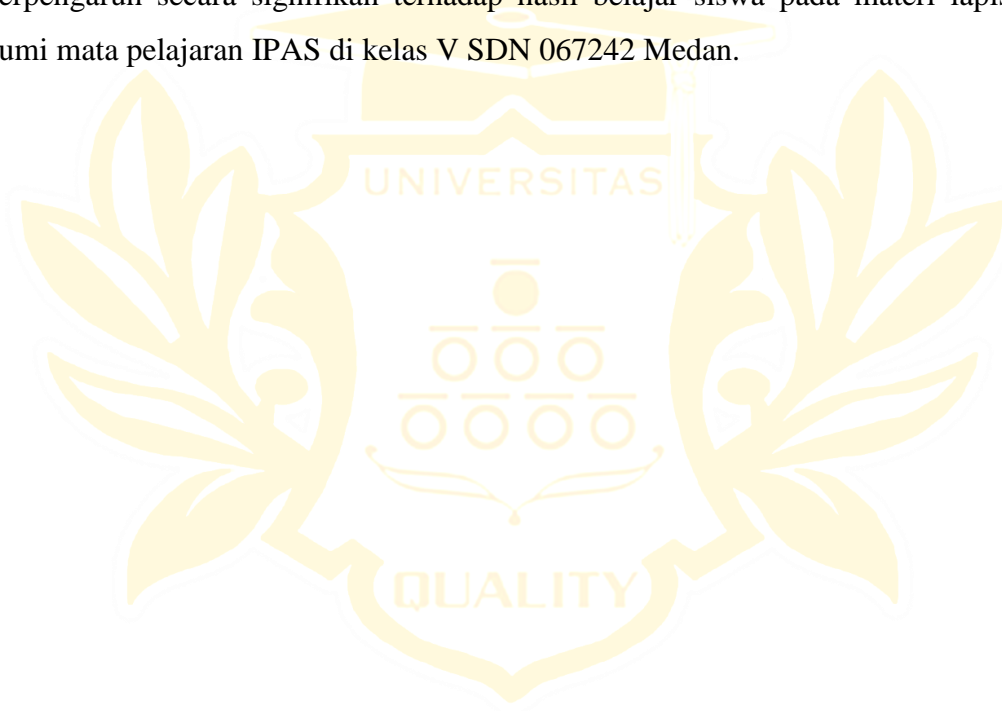 erpengaruh secara signifikan terhadap hasil belajar siswa pada materi lapis
umi mata pelajaran IPAS di kelas V SDN 067242 Medan.
UNIVERSITAS
QUALITY